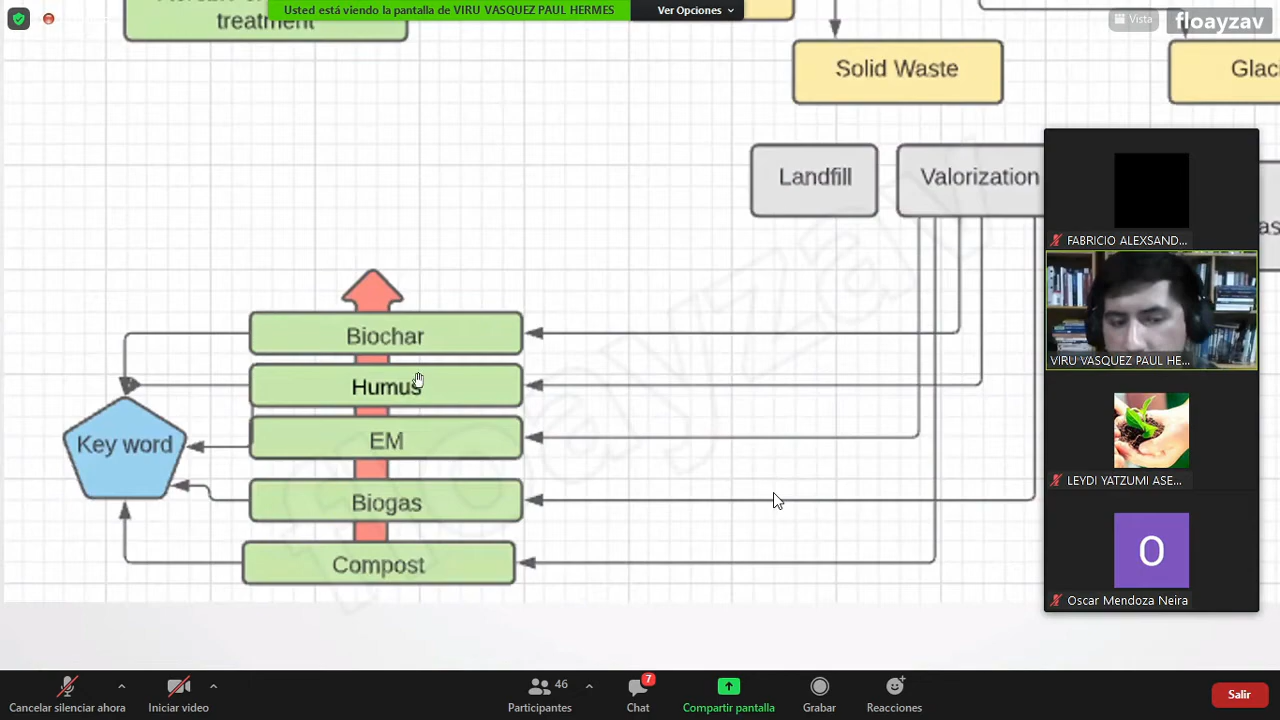 Usted está viendo la pantalla de VIRU VASQUEZ PAUL HERMES
Ver Opciones
Vista
floayzav
treatment
Solid Waste
Glaci
Landfill
Valorization
FABRICIO ALEXSAND...
VIRU VASQUEZ PAUL HE...
LEYDI YATZUMI ASE...
O
Oscar Mendoza Neira
Biochar
Humus
EM
Biogas
Compost
Key word
floayzav
Cancelar silenciar ahora
Iniciar video
46
Participantes
7
Chat
Compartir pantalla
Grabar
Reacciones
Salir